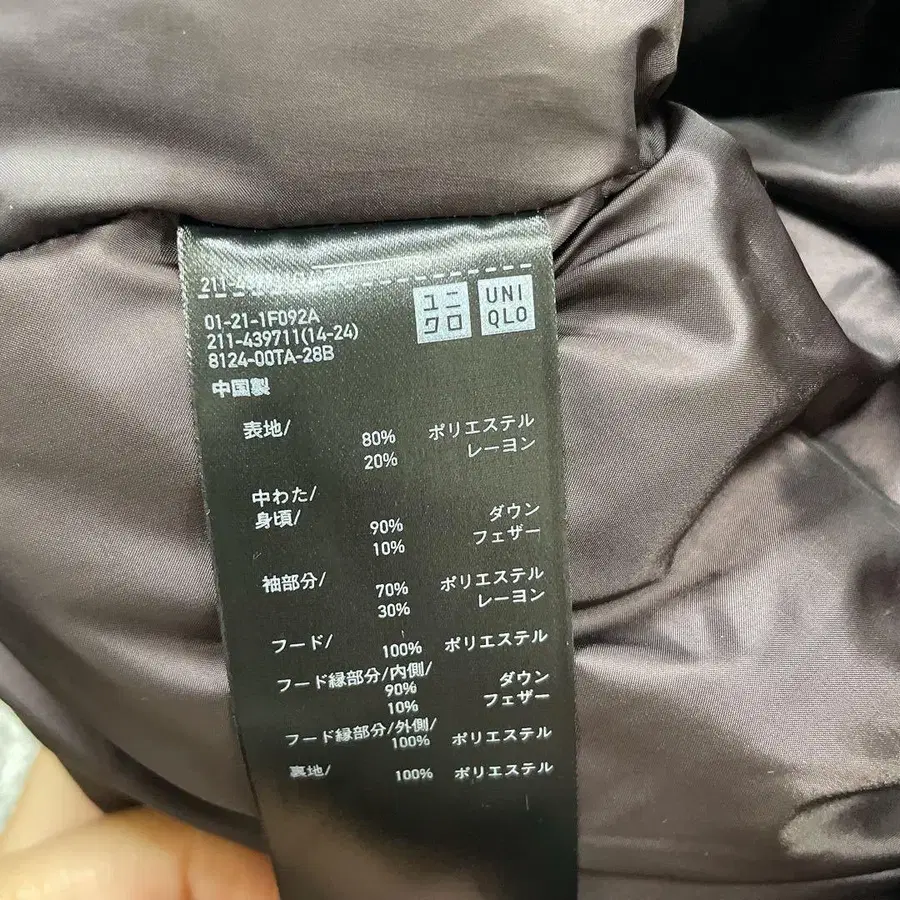 ユニ
クロ
UNI
QLO
01-21-1F092A
211-439711(14-24)
8124-00TA-28B
中国製
表地/
80% ポリエステル
20% レーヨン
中わた/
身頃/
90% ダウン
10% フェザー
袖部分/
70% ポリエステル
30% レーヨン
フード/
100% ポリエステル
フード縁部分/内側/
90% ダウン
10% フェザー
フード縁部分/外側/
100% ポリエステル
裏地/ 100% ポリエステル